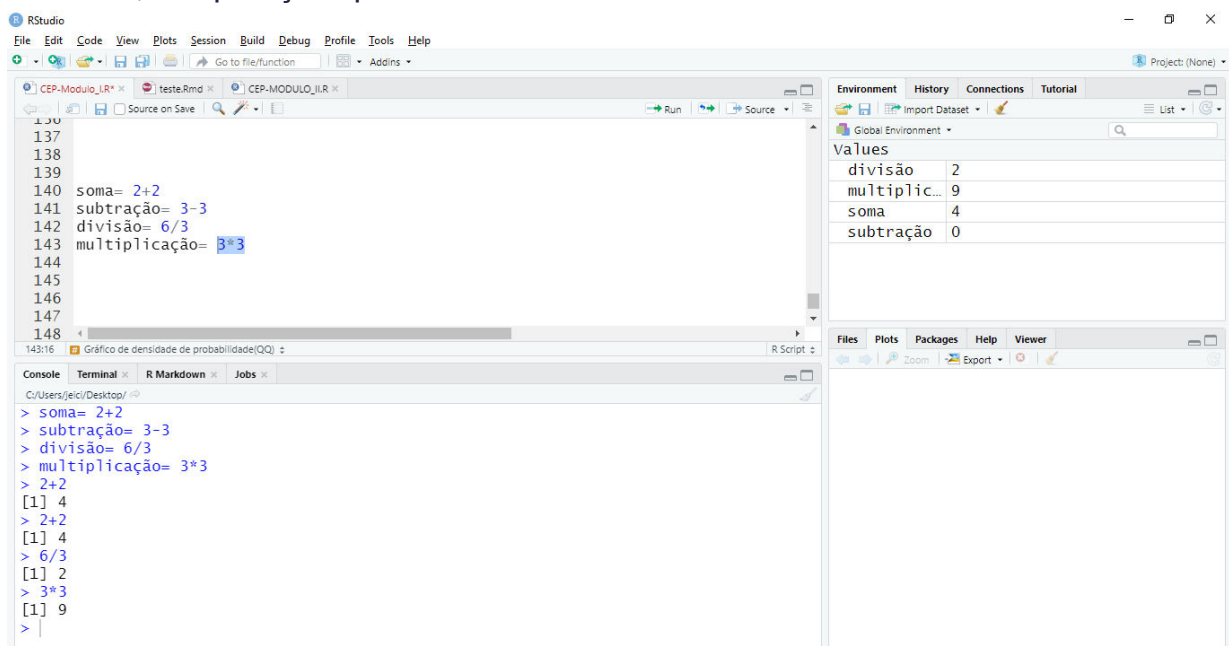 RStudio
File Edit Code View Plots Session Build Debug Profile Tools Help
Go to file/function Addins Project: (None)
CEP-Modulo_I.R* teste.Rmd CEP-MODULO_II.R
Source on Save Run Source
136
137
138
139
140 soma= 2+2
141 subtração= 3-3
142 divisão= 6/3
143 multiplicação= 3*3
144
145
146
147
148
143:16 Gráfico de densidade de probabilidade(QQ) R Script
Console Terminal R Markdown Jobs
C:/Users/jeici/Desktop/
> soma= 2+2
> subtração= 3-3
> divisão= 6/3
> multiplicação= 3*3
> 2+2
[1] 4
> 2+2
[1] 4
> 6/3
[1] 2
> 3*3
[1] 9
>
Environment History Connections Tutorial
Import Dataset List
Global Environment
Values
divisão 2
multiplic… 9
soma 4
subtração 0
Files Plots Packages Help Viewer
Zoom Export